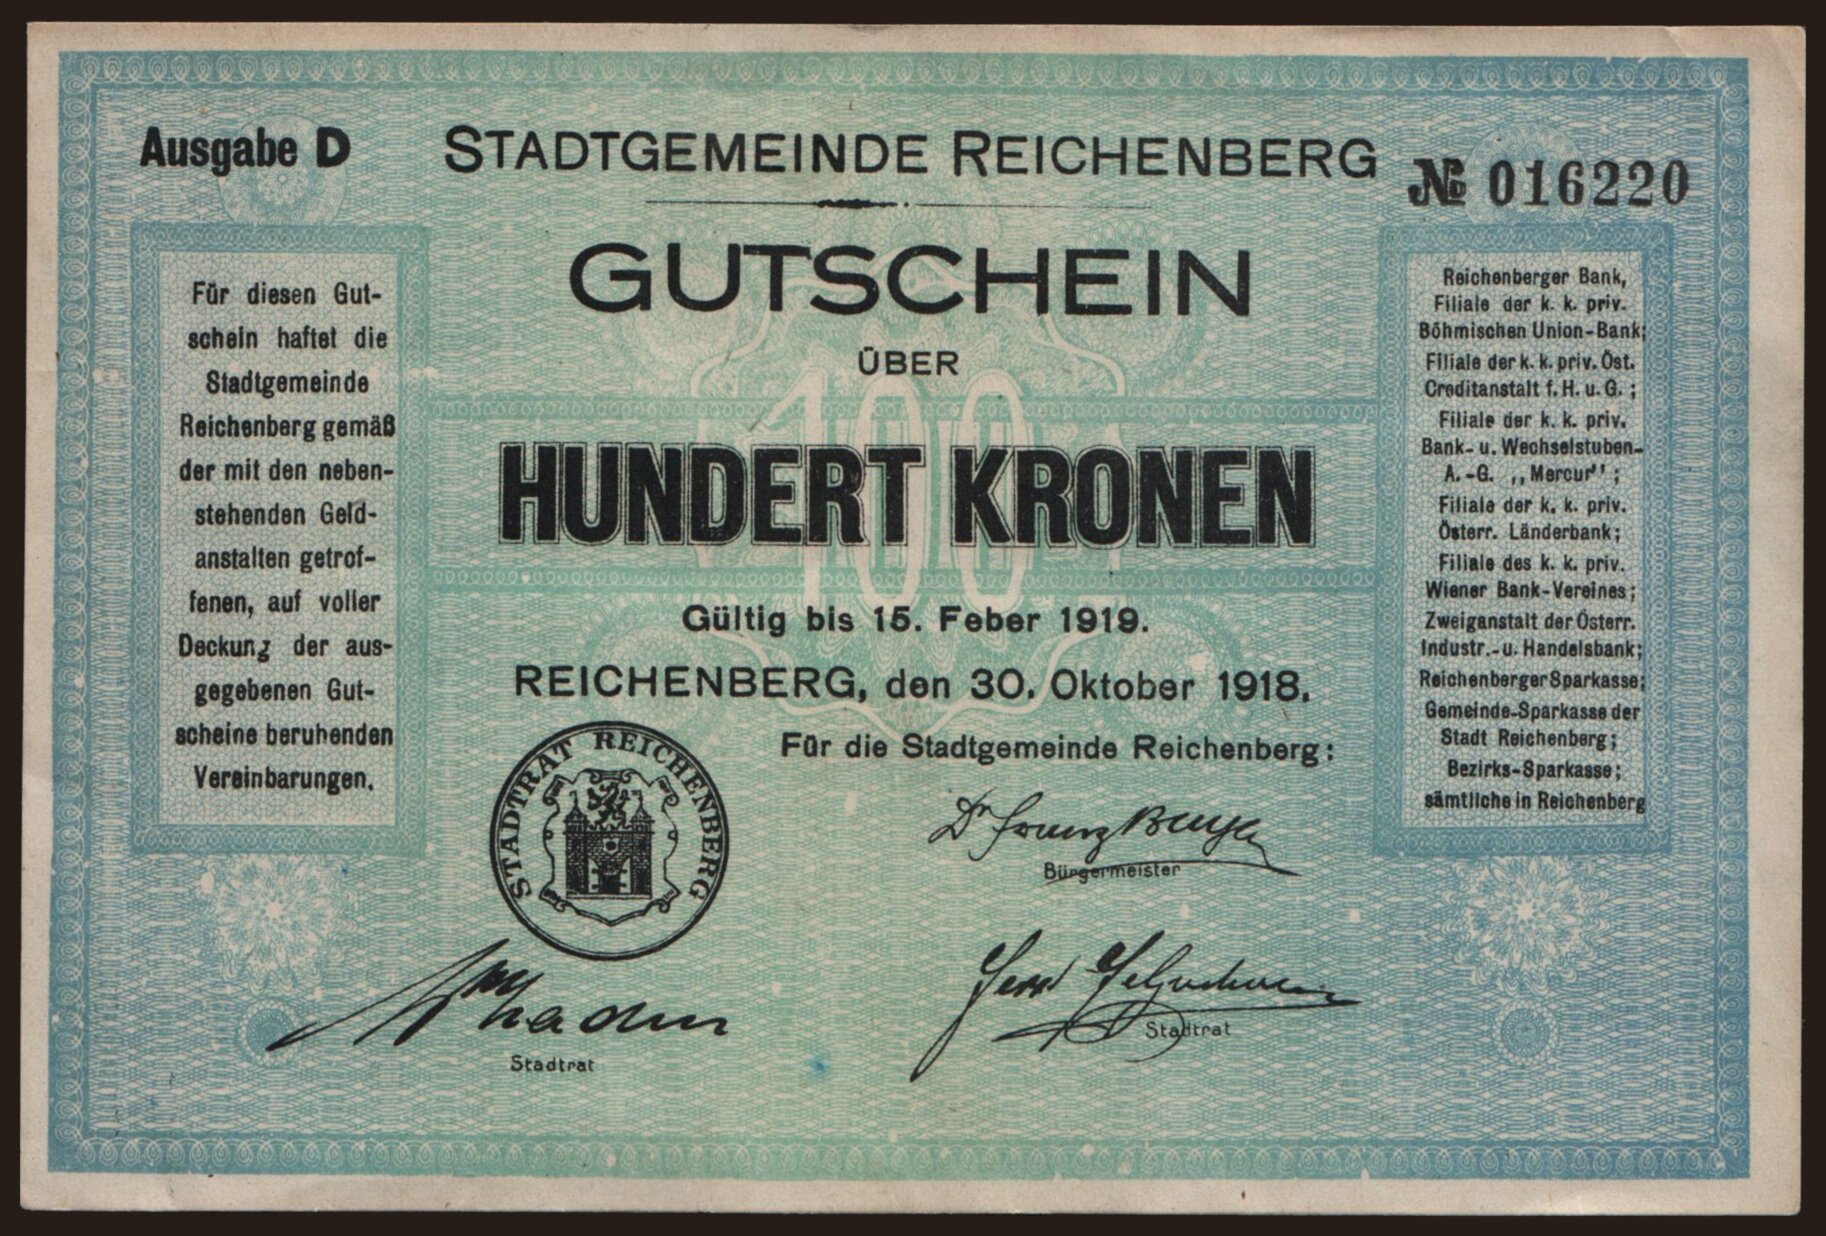 Ausgabe D
STADTGEMEINDE REICHENBERG
№ 016220
GUTSCHEIN
ÜBER
100
HUNDERT KRONEN
Gültig bis 15. Feber 1919.
REICHENBERG, den 30. Oktober 1918.
Für die Stadtgemeinde Reichenberg:
Für diesen Gut-
schein haftet die
Stadtgemeinde
Reichenberg gemäß
der mit den neben-
stehenden Geld-
anstalten getrof-
fenen, auf voller
Deckung der aus-
gegebenen Gut-
scheine beruhenden
Vereinbarungen.
Reichenberger Bank,
Filiale der k. k. priv.
Böhmischen Union-Bank;
Filiale der k. k. priv. Öst.
Creditanstalt f. H. u. G. ;
Filiale der k. k. priv.
Bank- u. Wechselstuben-
A.-G. „Mercur" ;
Filiale der k. k. priv.
Österr. Länderbank;
Filiale des k. k. priv.
Wiener Bank-Vereines;
Zweiganstalt der Österr.
Industr.-u. Handelsbank;
Reichenberger Sparkasse;
Gemeinde-Sparkasse der
Stadt Reichenberg;
Bezirks-Sparkasse;
sämtliche in Reichenberg
STADTRAT REICHENBERG
Dr Franz
Bürgermeister
Stadtrat
Stadtrat